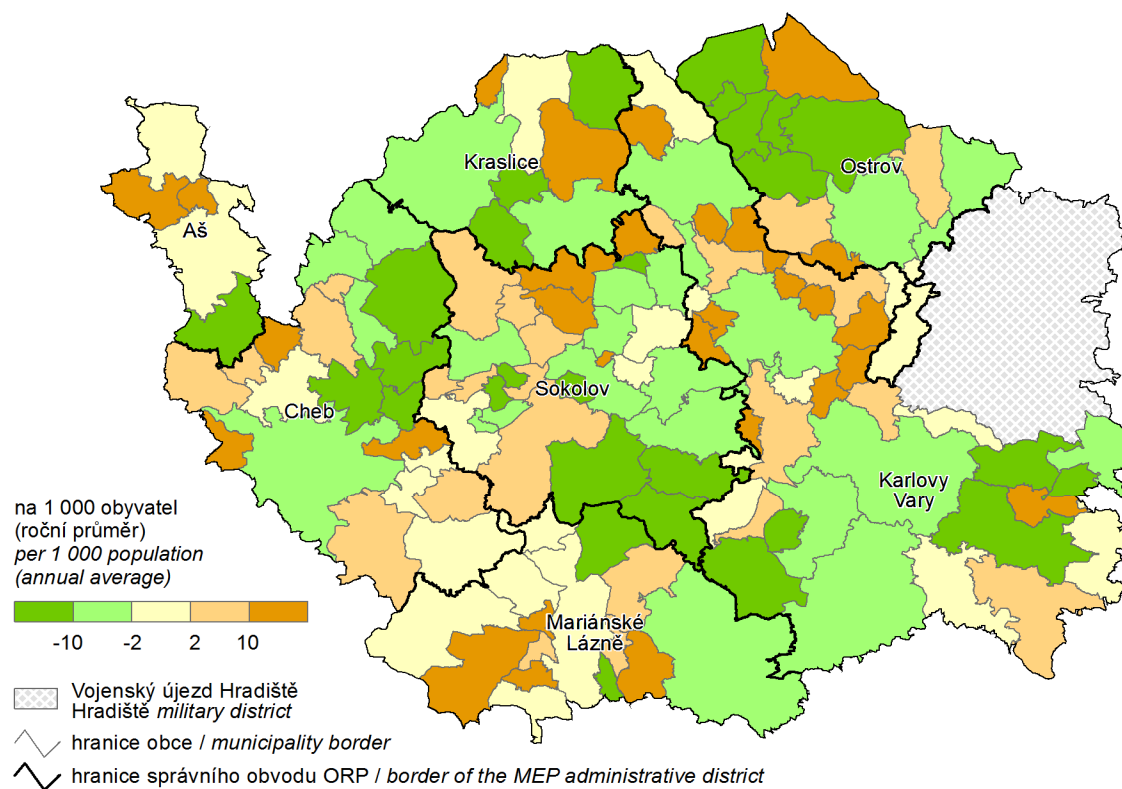 Kraslice
Ostrov
Aš
Cheb
Sokolov
Karlovy
Vary
Mariánské
Lázně
na 1 000 obyvatel
(roční průměr)
per 1 000 population
(annual average)
-10 -2 2 10
Vojenský újezd Hradiště
Hradiště military district
hranice obce / municipality border
hranice správního obvodu ORP / border of the MEP administrative district